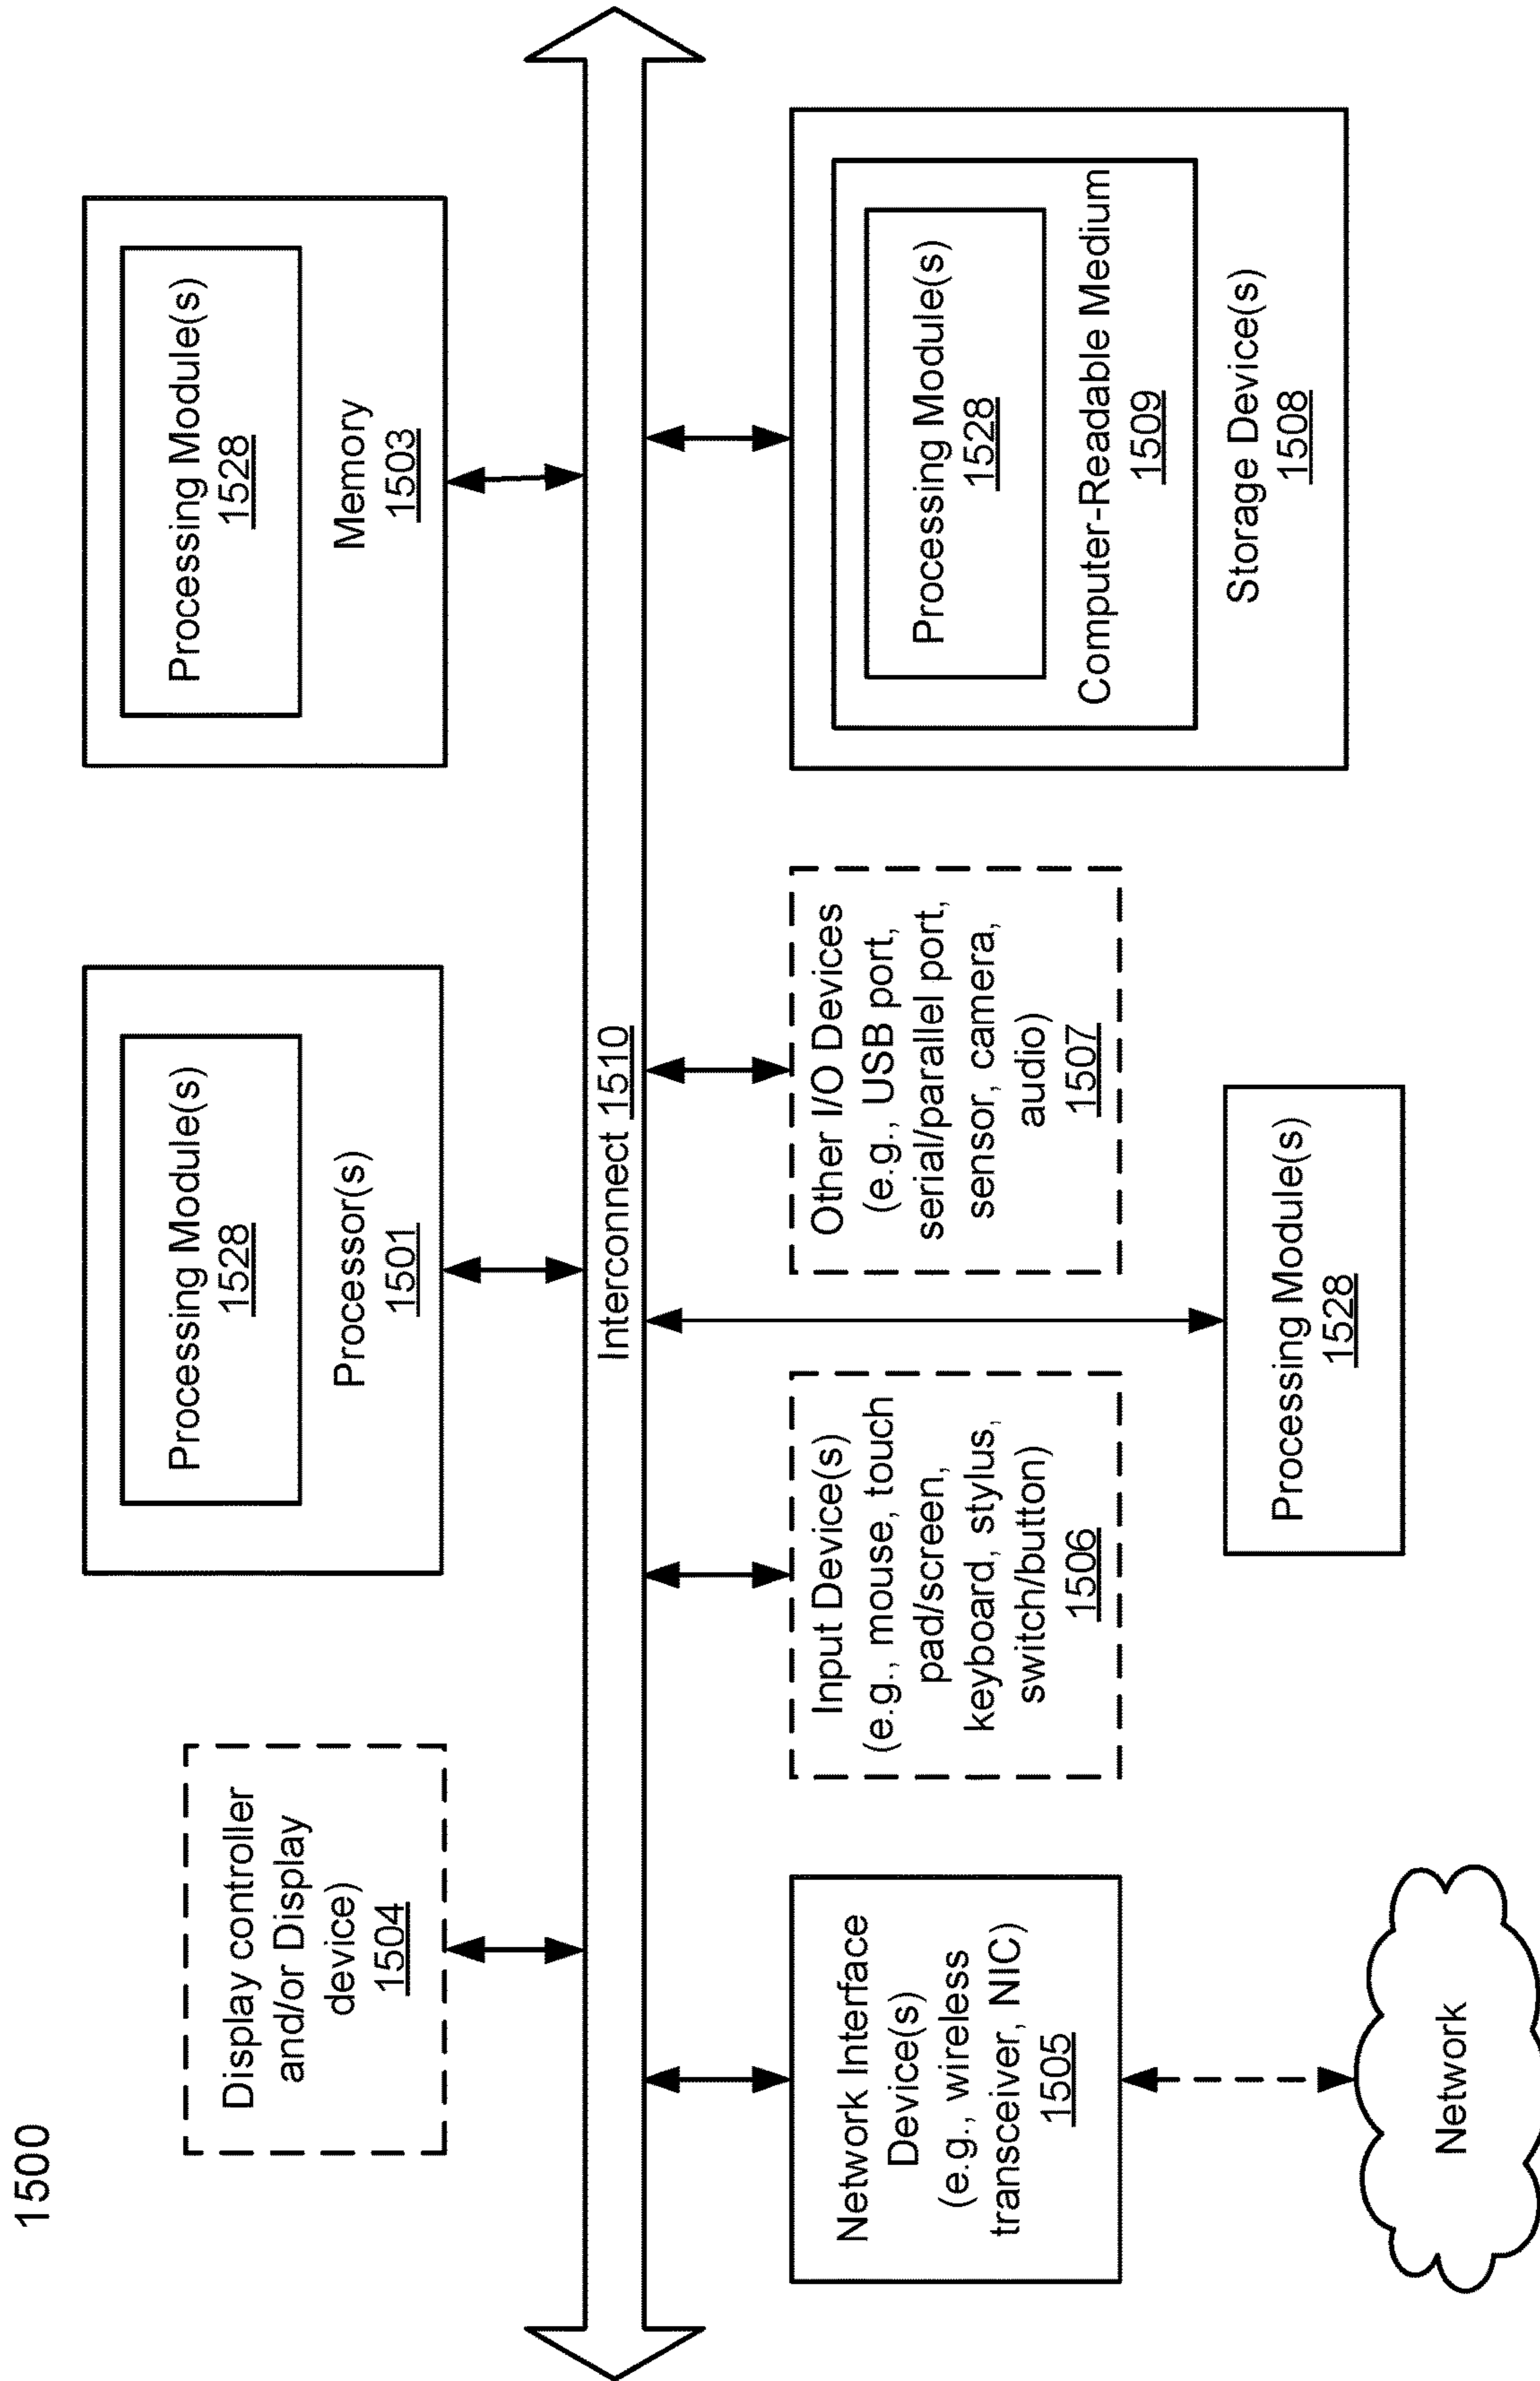 1500
Display controller
and/or Display
device)
1504
Processing Module(s)
1528
Processor(s)
1501
Processing Module(s)
1528
Memory
1503
Interconnect 1510
Network Interface
Device(s)
(e.g., wireless
transceiver, NIC)
1505
Input Device(s)
(e.g., mouse, touch
pad/screen,
keyboard, stylus,
switch/button)
1506
Other I/O Devices
(e.g., USB port,
serial/parallel port,
sensor, camera,
audio)
1507
Processing Module(s)
1528
Computer-Readable Medium
1509
Storage Device(s)
1508
Processing Module(s)
1528
Network